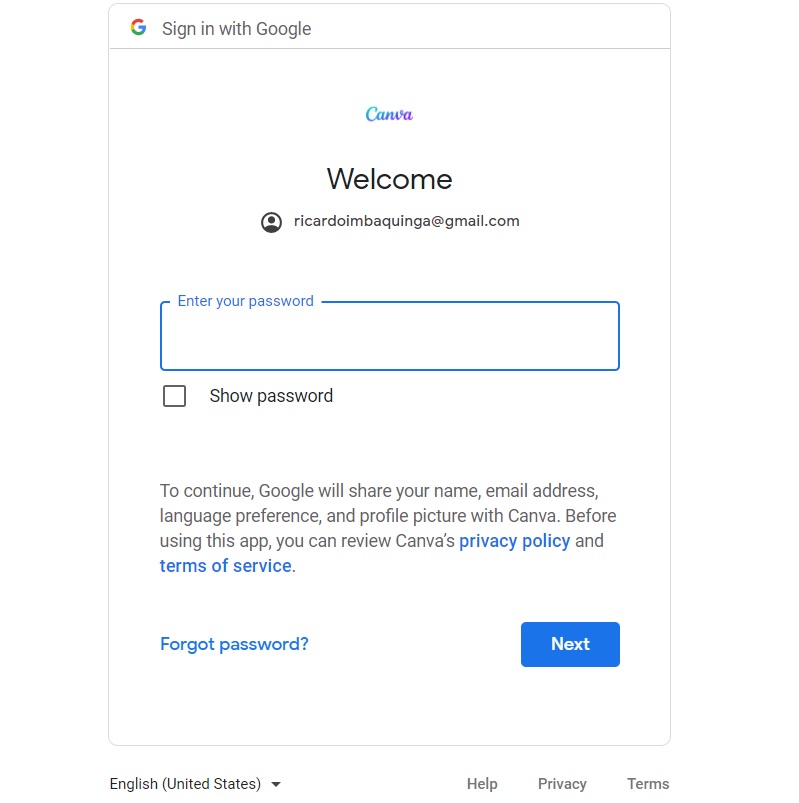 Sign in with Google
Canva
Welcome
ricardoimbaquinga@gmail.com
Enter your password
Show password
To continue, Google will share your name, email address,
language preference, and profile picture with Canva. Before
using this app, you can review Canva’s privacy policy and
terms of service.
Forgot password?
Next
English (United States)
Help
Privacy
Terms